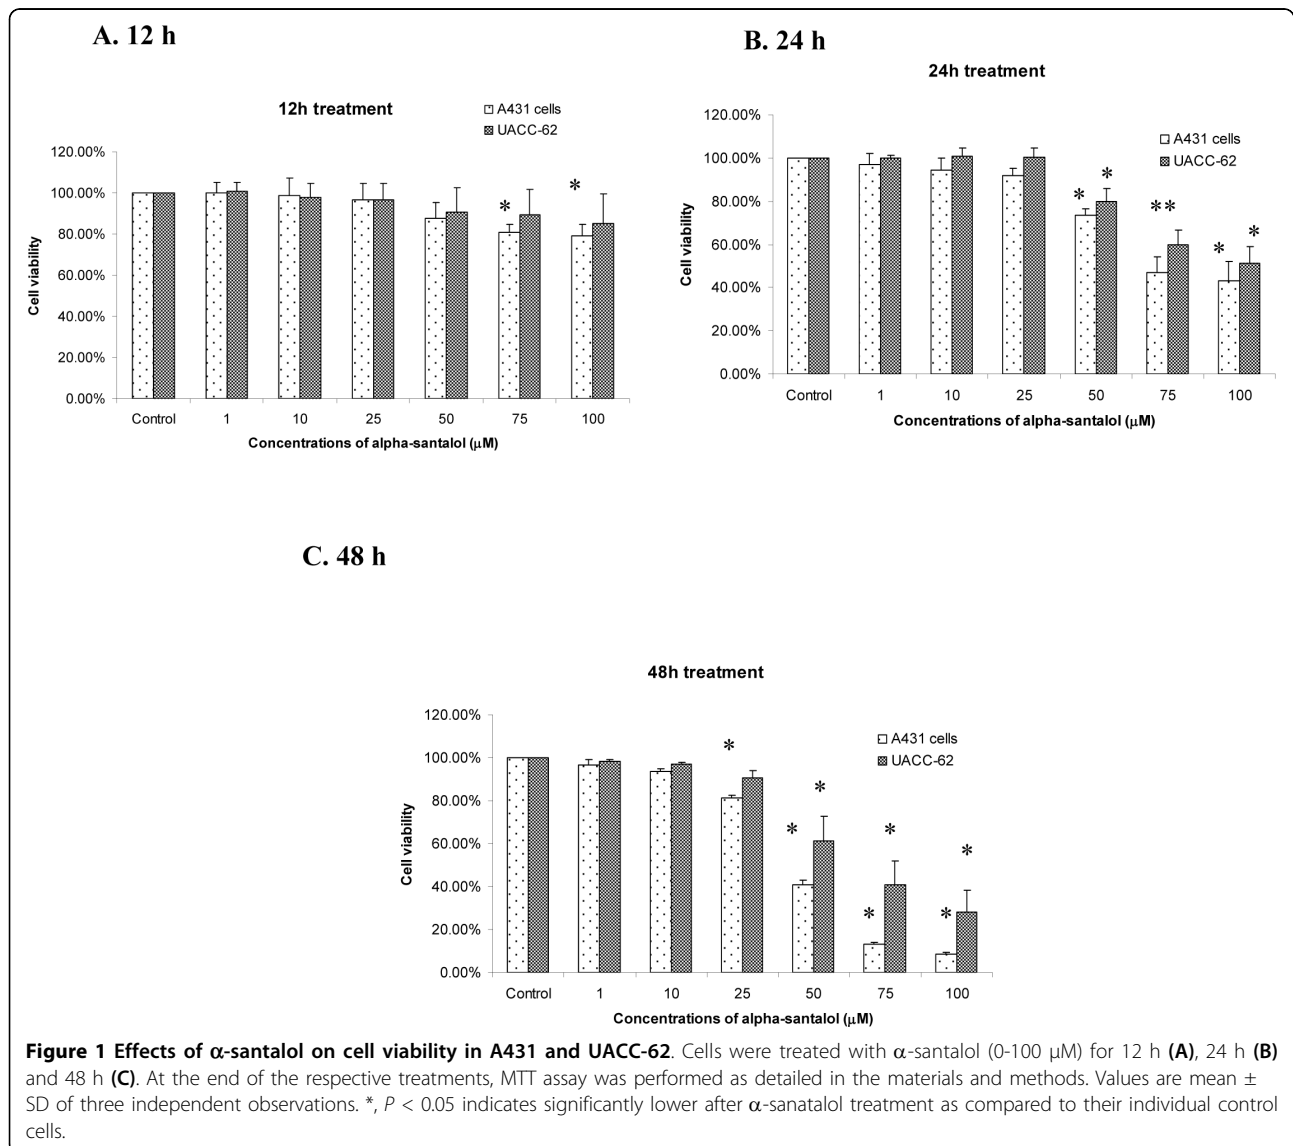 A. 12 h
12h treatment
A431 cells
UACC-62
120.00%
100.00%
80.00%
60.00%
40.00%
20.00%
0.00%
Cell viability
* *
Control 1 10 25 50 75 100
Concentrations of alpha-santalol (μM)
B. 24 h
24h treatment
A431 cells
UACC-62
120.00%
100.00%
80.00%
60.00%
40.00%
20.00%
0.00%
Cell viability
* * ** * *
Control 1 10 25 50 75 100
Concentrations of alpha-santalol (μM)
C. 48 h
48h treatment
A431 cells
UACC-62
120.00%
100.00%
80.00%
60.00%
40.00%
20.00%
0.00%
Cell viability
* * * * * * *
Control 1 10 25 50 75 100
Concentrations of alpha-santalol (μM)
Figure 1 Effects of α-santalol on cell viability in A431 and UACC-62. Cells were treated with α-santalol (0-100 μM) for 12 h (A), 24 h (B)
and 48 h (C). At the end of the respective treatments, MTT assay was performed as detailed in the materials and methods. Values are mean ±
SD of three independent observations. *, P < 0.05 indicates significantly lower after α-sanatalol treatment as compared to their individual control
cells.